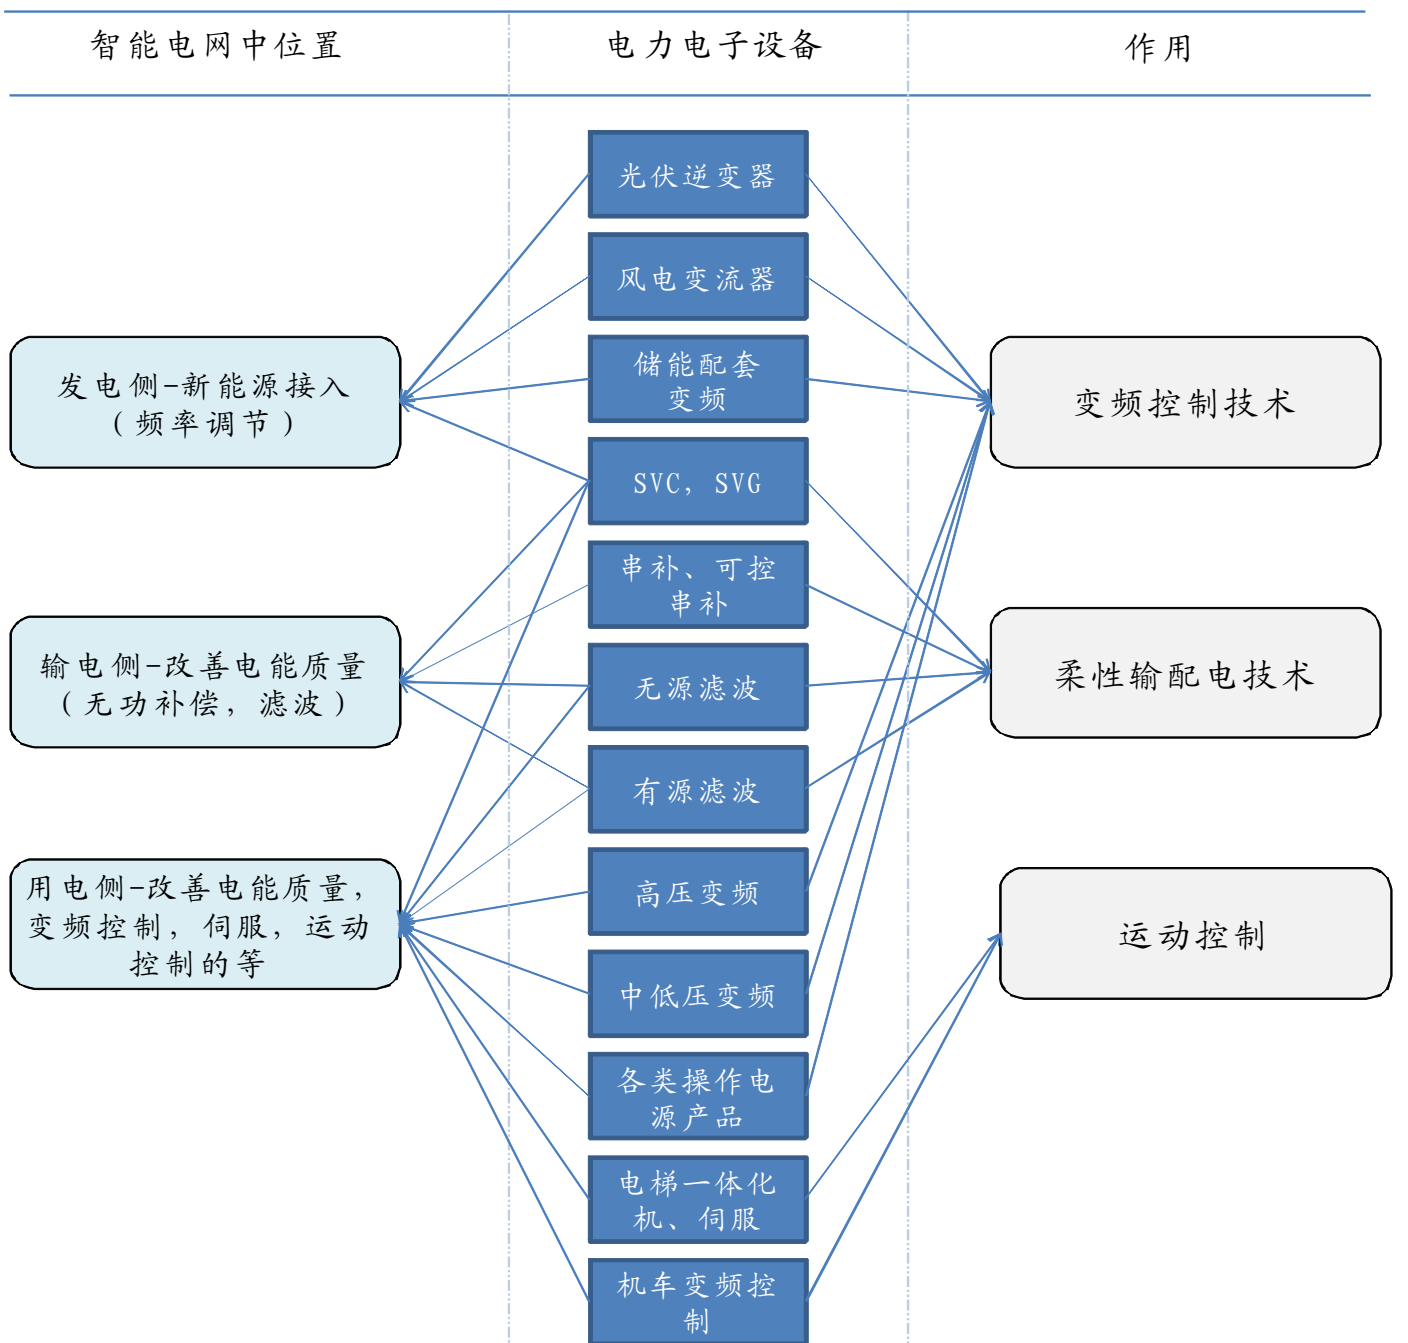 智能电网中位置
电力电子设备
作用
光伏逆变器
风电变流器
储能配套
变频
SVC, SVG
串补、可控
串补
无源滤波
有源滤波
高压变频
中低压变频
各类操作电
源产品
电梯一体化
机、伺服
机车变频控
制
发电侧-新能源接入
(频率调节)
输电侧-改善电能质量
(无功补偿, 滤波)
用电侧-改善电能质量,
变频控制, 伺服, 运动
控制的等
变频控制技术
柔性输配电技术
运动控制